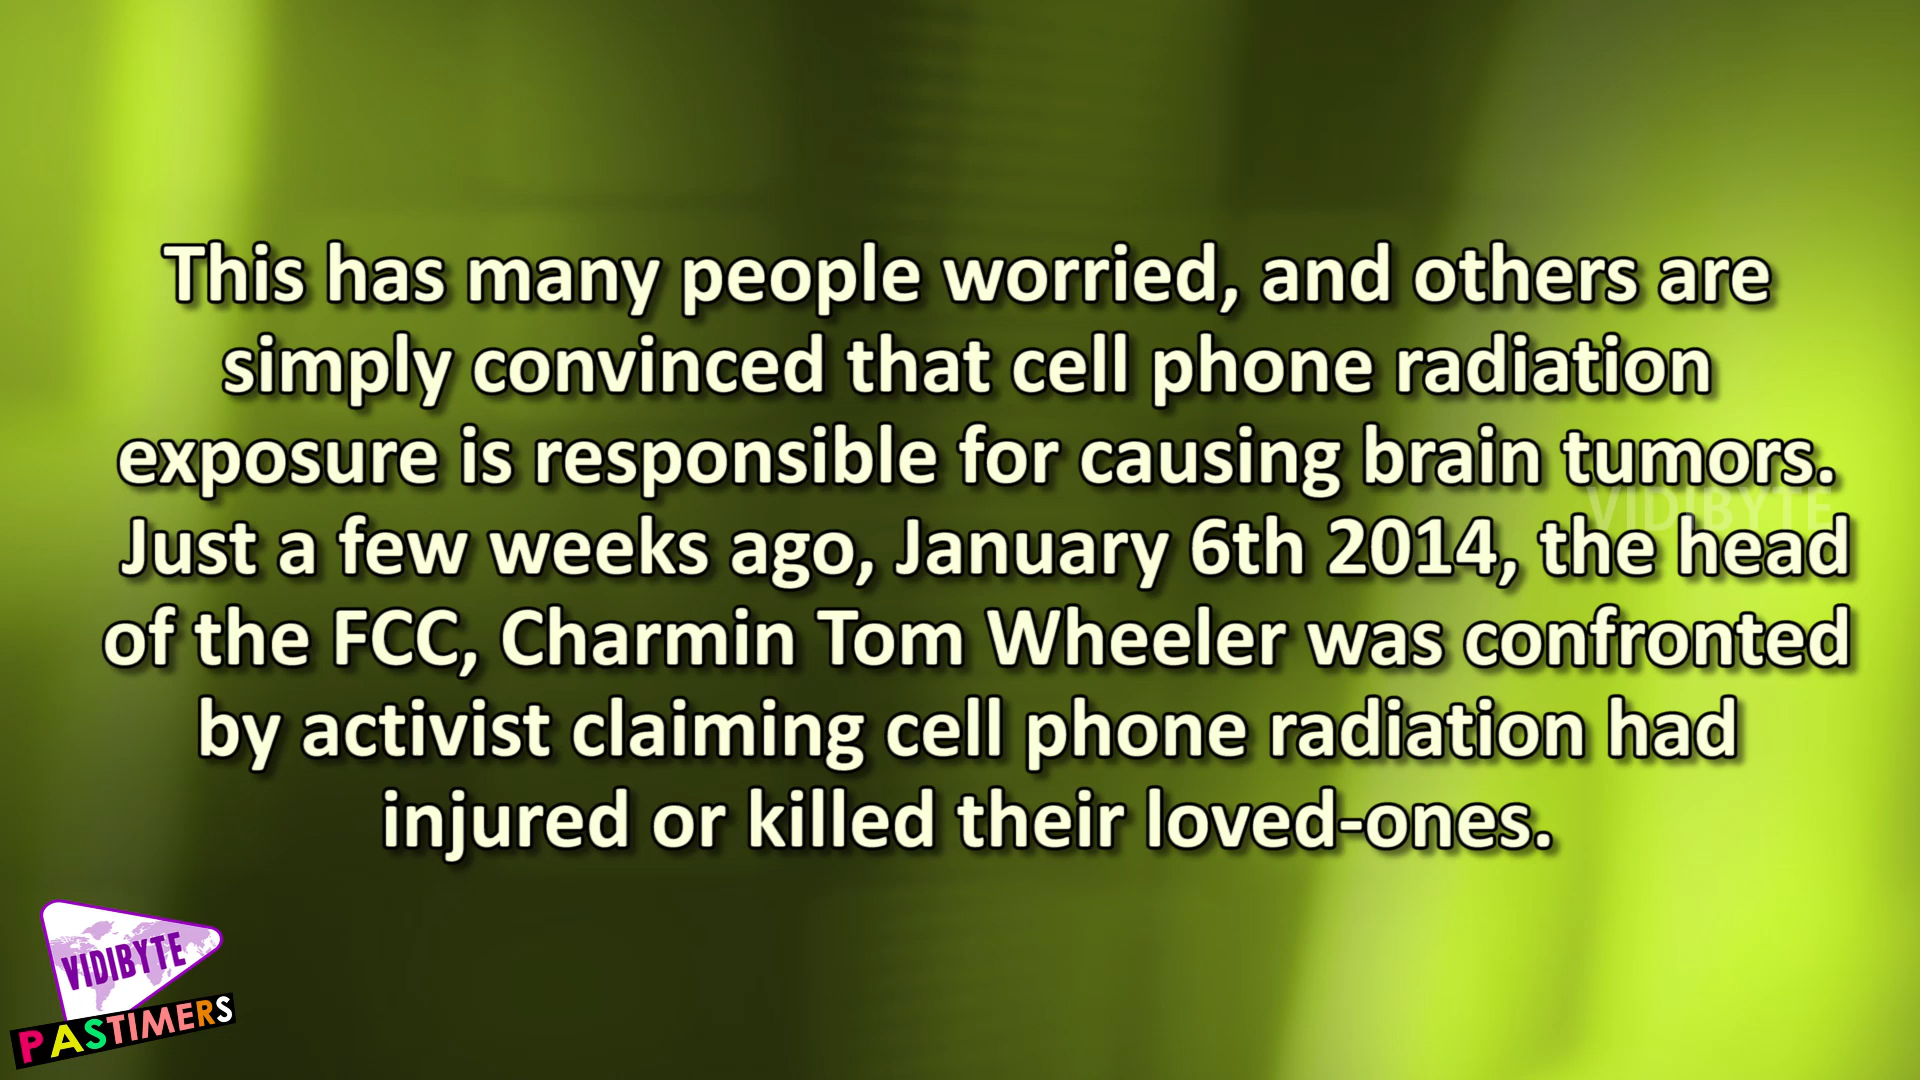 This has many people worried, and others are
simply convinced that cell phone radiation
exposure is responsible for causing brain tumors.
VIDIBYTE
Just a few weeks ago, January 6th 2014, the head
of the FCC, Charmin Tom Wheeler was confronted
by activist claiming cell phone radiation had
injured or killed their loved-ones.
VIDIBYTE
PASTIMERS